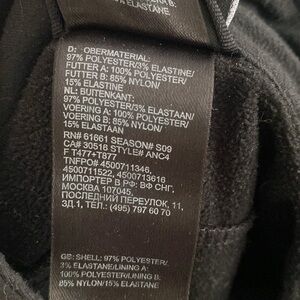 15% ELASTANE
D: OBERMATERIAL:
97% POLYESTER/3% ELASTINE/
FUTTER A: 100% POLYESTER/
FUTTER B: 85% NYLON/
15% ELASTINE
NL: BUITENKANT:
97% POLYESTER/3% ELASTAAN/
VOERING A: 100% POLYESTER/
VOERING B: 85% NYLON/
15% ELASTAAN
RN# 61661 SEASON# S09
CA# 30516 STYLE# ANC4
F T477+T877
TNFPO# 4500711346,
4500711522, 4500713616
ИМПОРТЕР В РФ: ВФ СНГ,
МОСКВА 107045,
ПОСЛЕДНИЙ ПЕРЕУЛОК, 11,
ЗД.1, ТЕЛ.: (495) 797 60 70
GB: SHELL: 97% POLYESTER/
3% ELASTANE/LINING A:
100% POLYESTER/LINING B:
85% NYLON/15% ELASTANE